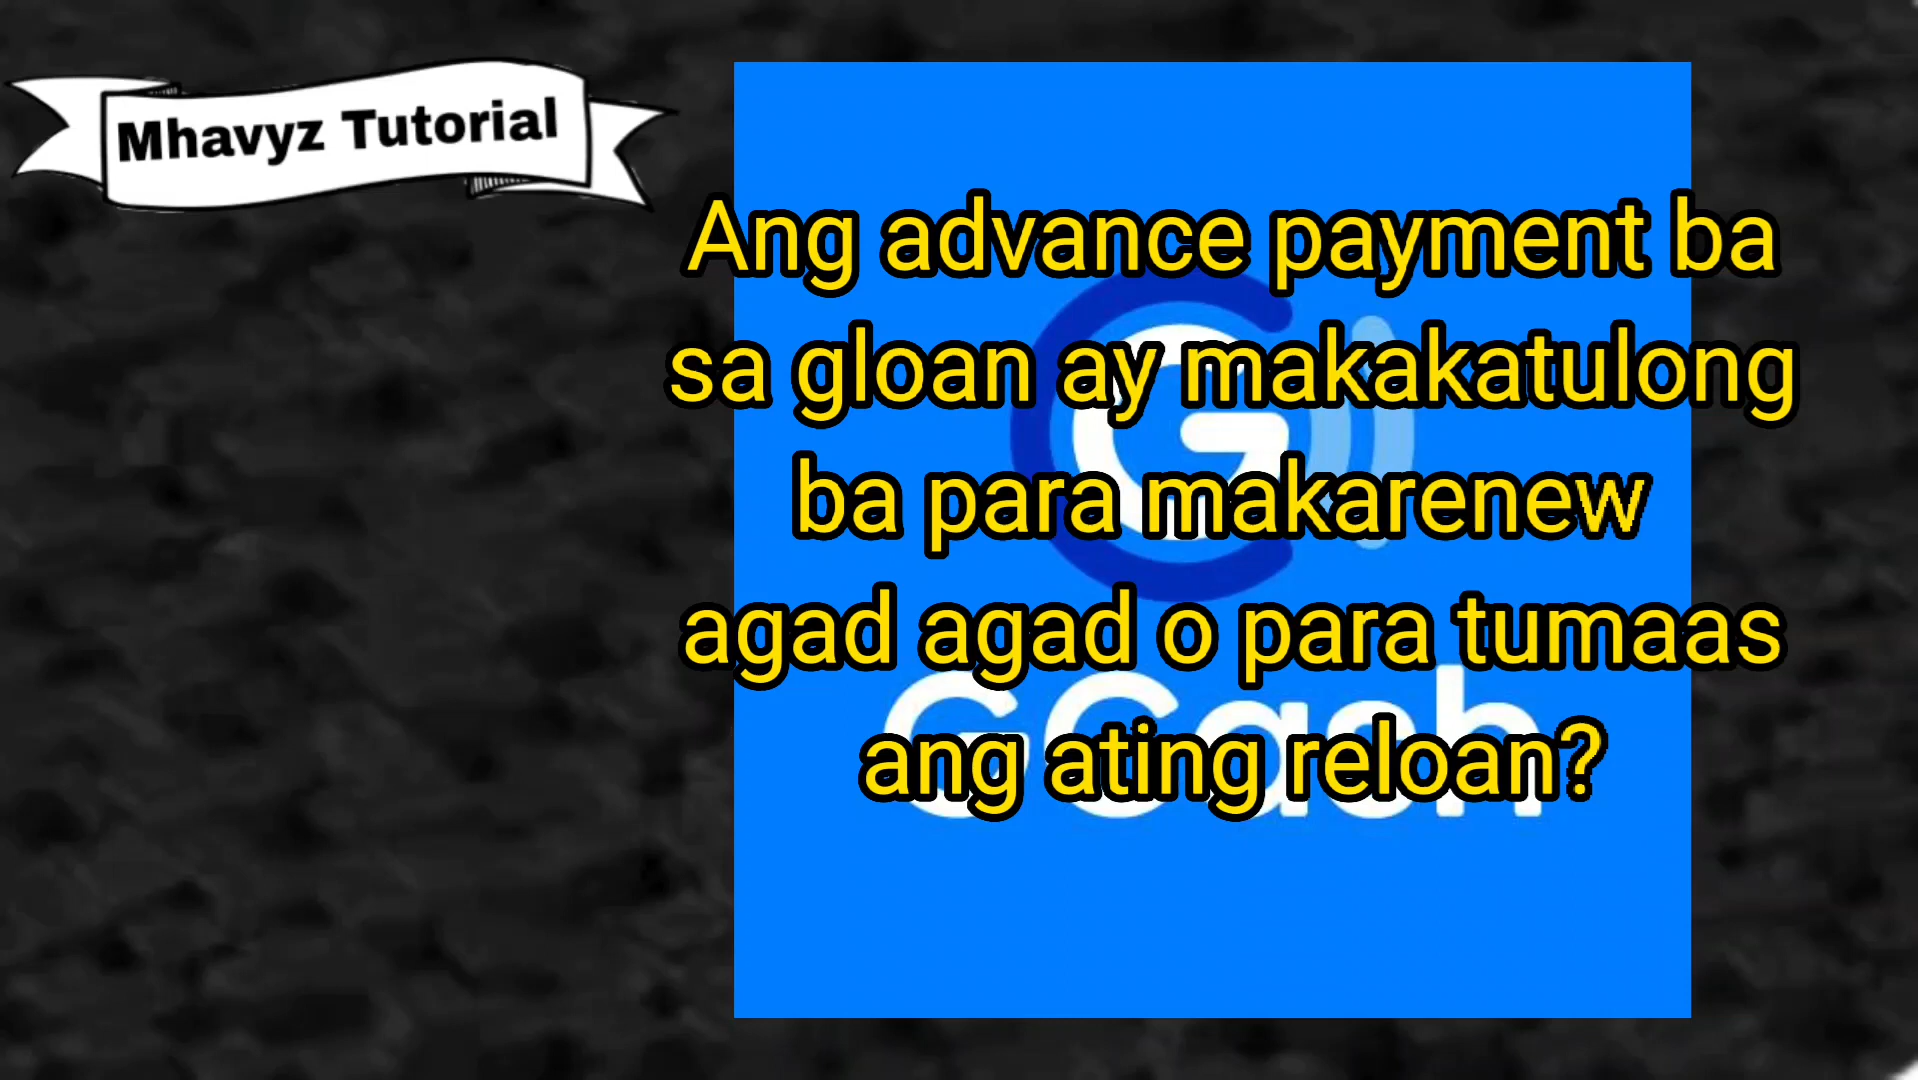 Mhavyz Tutorial
Ang advance payment ba
sa gloan ay makakatulong
ba para makarenew
agad agad o para tumaas
ang ating reloan?
GCash